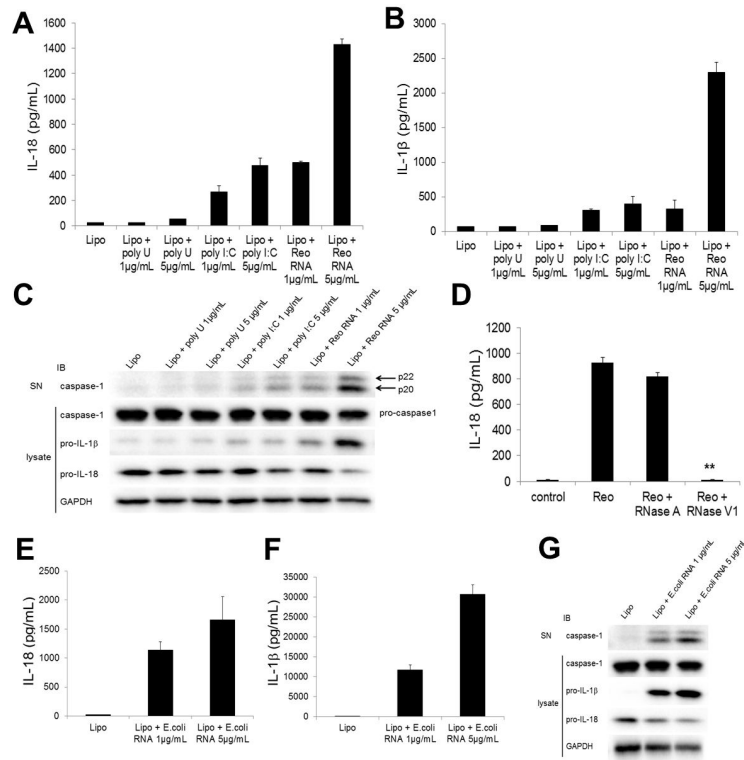 A
IL-18 (pg/mL)
1600
1400
1200
1000
800
600
400
200
0
Lipo
Lipo +
poly U
1µg/mL
Lipo +
poly U
5µg/mL
Lipo +
poly I:C
1µg/mL
Lipo +
poly I:C
5µg/mL
Lipo +
Reo
RNA
1µg/mL
Lipo +
Reo
RNA
5µg/mL
B
IL-1β (pg/mL)
3000
2500
2000
1500
1000
500
0
Lipo
Lipo +
poly U
1µg/mL
Lipo +
poly U
5µg/mL
Lipo +
poly I:C
1µg/mL
Lipo +
poly I:C
5µg/mL
Lipo +
Reo
RNA
1µg/mL
Lipo +
Reo
RNA
5µg/mL
C
Lipo
Lipo + poly U 1µg/mL
Lipo + poly U 5 µg/mL
Lipo + poly I:C 1 µg/mL
Lipo + poly I:C 5 µg/mL
Lipo + Reo RNA 1 µg/mL
Lipo + Reo RNA 5 µg/mL
IB
SN caspase-1
p22
p20
lysate
caspase-1
pro-caspase1
pro-IL-1β
pro-IL-18
GAPDH
D
IL-18 (pg/mL)
1200
1000
800
600
400
200
0
**
control
Reo
Reo +
RNase A
Reo +
RNase V1
E
IL-18 (pg/mL)
2500
2000
1500
1000
500
0
Lipo
Lipo + E.coli
RNA 1µg/mL
Lipo + E.coli
RNA 5µg/mL
F
IL-1β (pg/mL)
35000
30000
25000
20000
15000
10000
5000
0
Lipo
Lipo + E.coli
RNA 1µg/mL
Lipo + E.coli
RNA 5µg/mL
G
Lipo
Lipo + E.coli RNA 1 µg/mL
Lipo + E.coli RNA 5 µg/mL
IB
SN caspase-1
lysate
caspase-1
pro-IL-1β
pro-IL-18
GAPDH